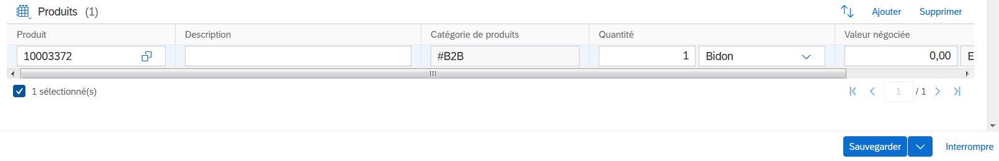 Produits (1) Ajouter Supprimer
Produit Description Catégorie de produits Quantité Valeur négociée
10003372 #B2B 1 Bidon 0,00 E
1 sélectionné(s) 1 / 1
Sauvegarder Interrompre